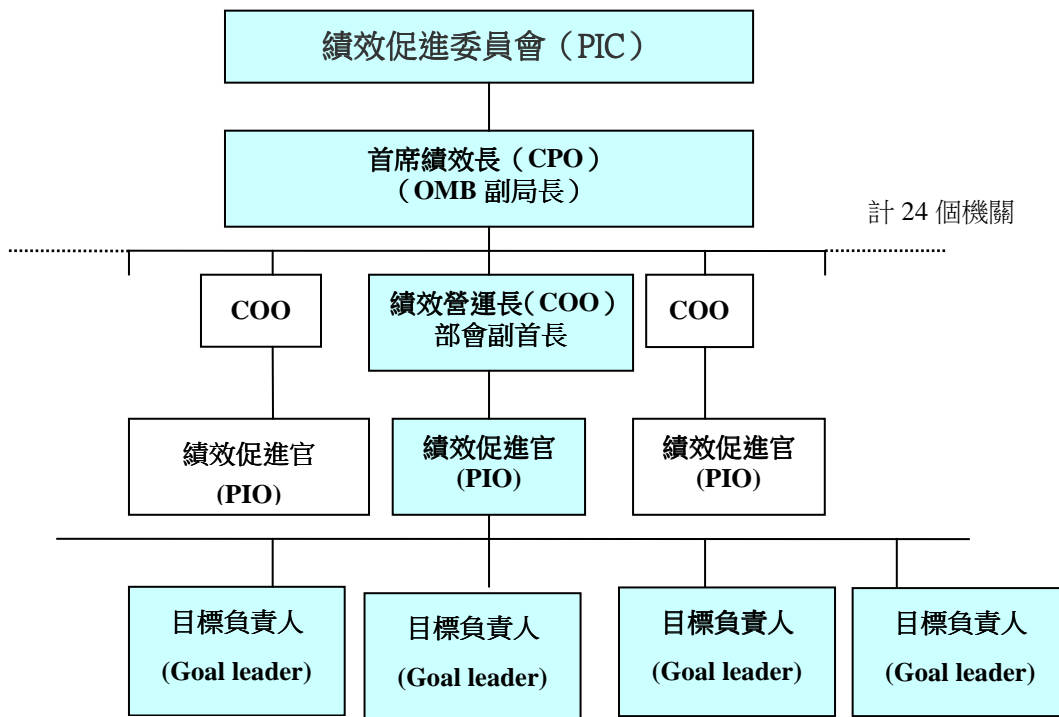 績效促進委員會（PIC）
首席績效長（CPO）
（OMB 副局長）
計 24 個機關
COO
績效營運長（COO）
部會副首長
COO
績效促進官
(PIO)
績效促進官
(PIO)
績效促進官
(PIO)
目標負責人
(Goal leader)
目標負責人
(Goal leader)
目標負責人
(Goal leader)
目標負責人
(Goal leader)